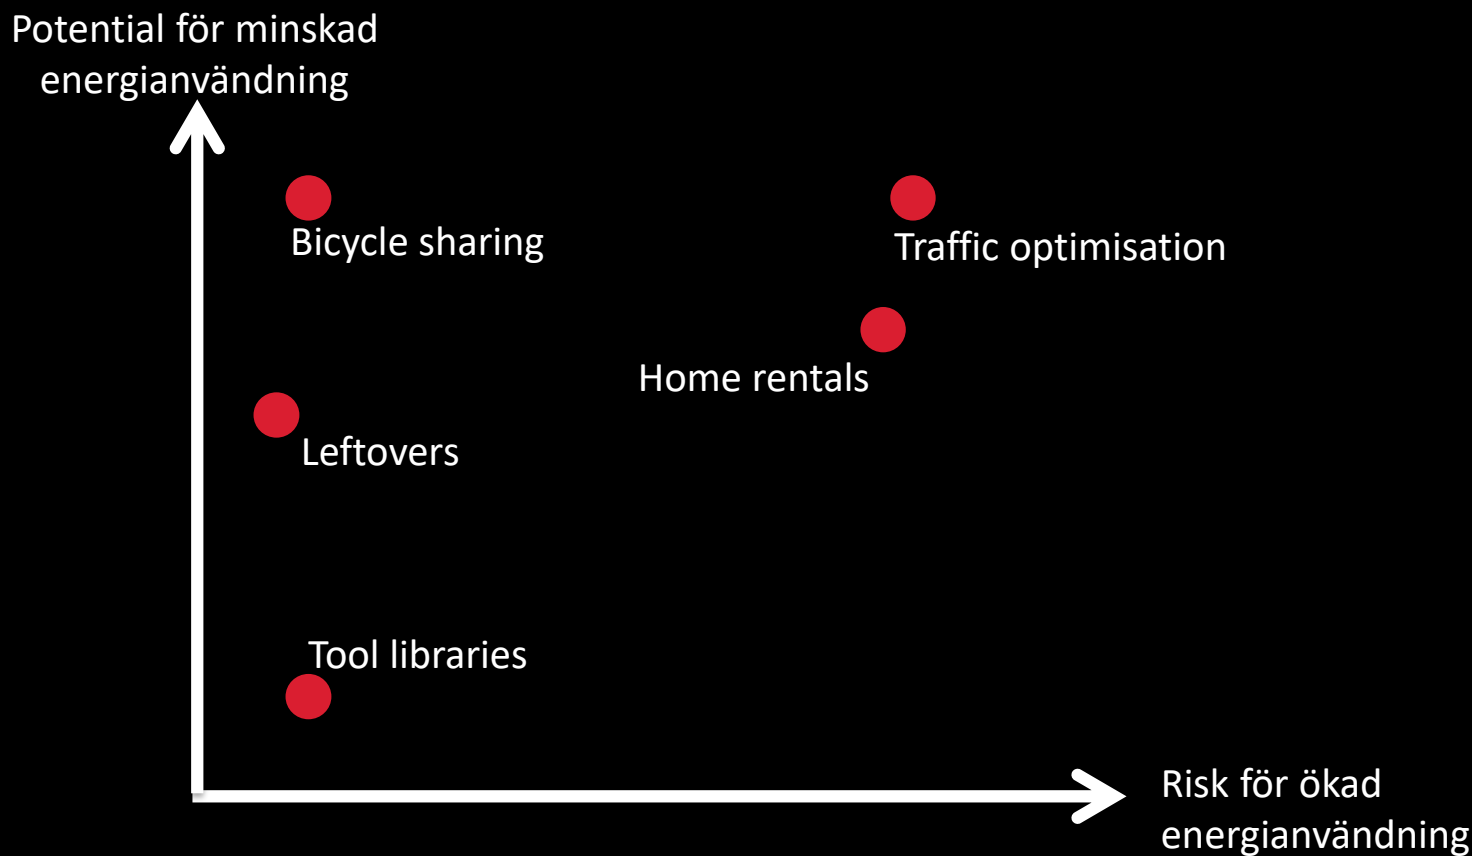 Potential för minskad
energianvändning
Bicycle sharing
Traffic optimisation
Home rentals
Leftovers
Tool libraries
Risk för ökad
energianvändning